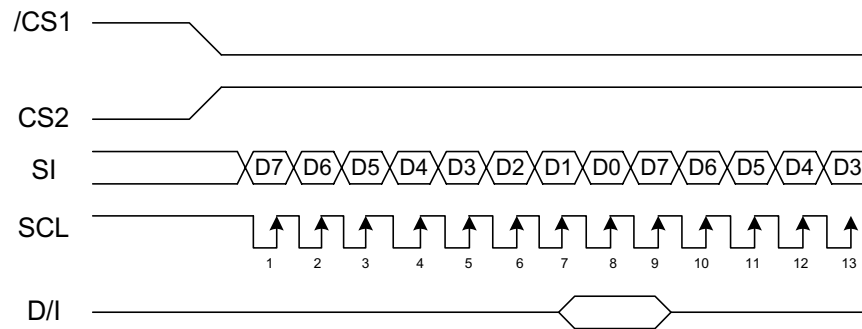 /CS1
CS2
SI D7 D6 D5 D4 D3 D2 D1 D0 D7 D6 D5 D4 D3
SCL
1 2 3 4 5 6 7 8 9 10 11 12 13
D/I